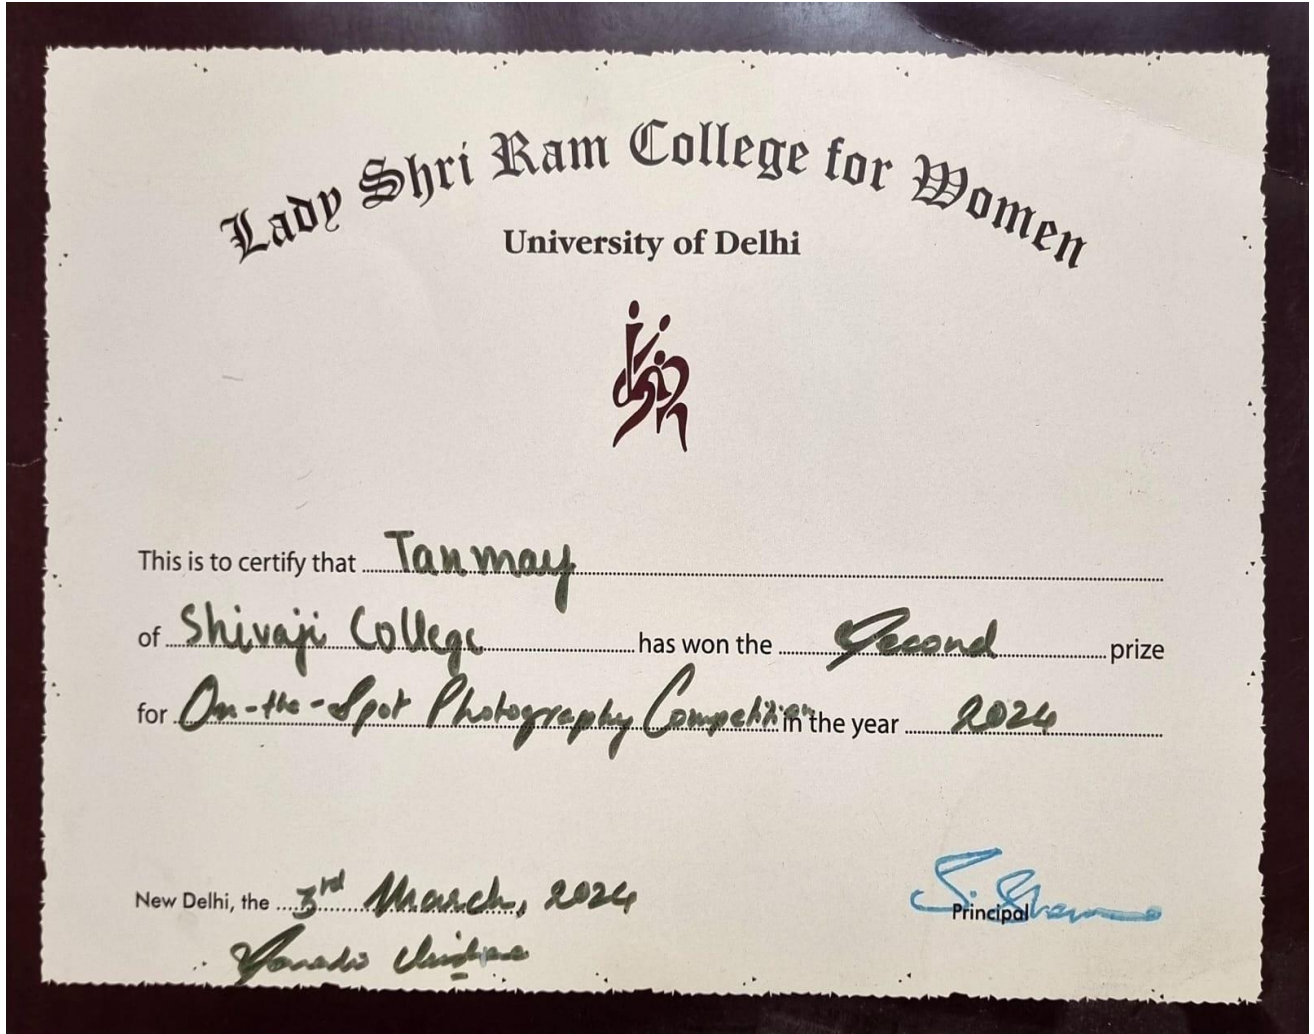 Lady Shri Ram College for Women
University of Delhi
This is to certify that Tanmay
of Shivaji College has won the Second prize
for On-the-Spot Photography Competition in the year 2024
New Delhi, the 3rd March, 2024
Principal